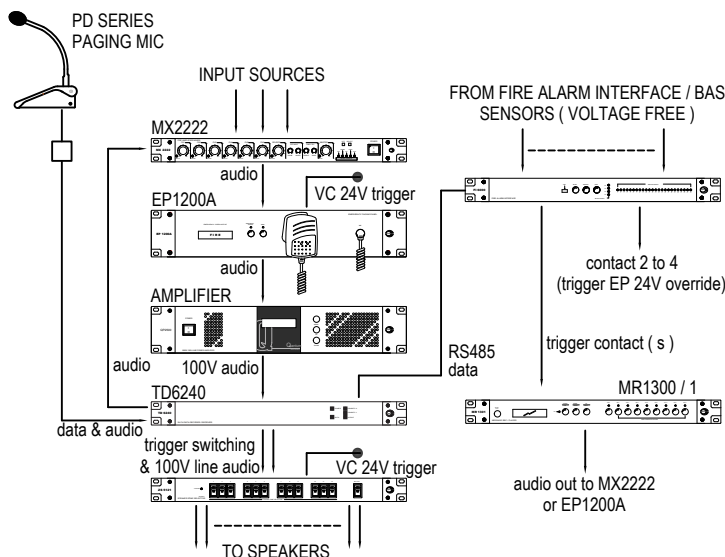 PD SERIES
PAGING MIC
INPUT SOURCES
MX2222
audio
EP1200A
VC 24V trigger
audio
AMPLIFIER
audio
100V audio
TD6240
data & audio
trigger switching
& 100V line audio
VC 24V trigger
TO SPEAKERS
FROM FIRE ALARM INTERFACE / BAS
SENSORS ( VOLTAGE FREE )
contact 2 to 4
(trigger EP 24V override)
RS485
data
trigger contact ( s )
MR1300 / 1
audio out to MX2222
or EP1200A